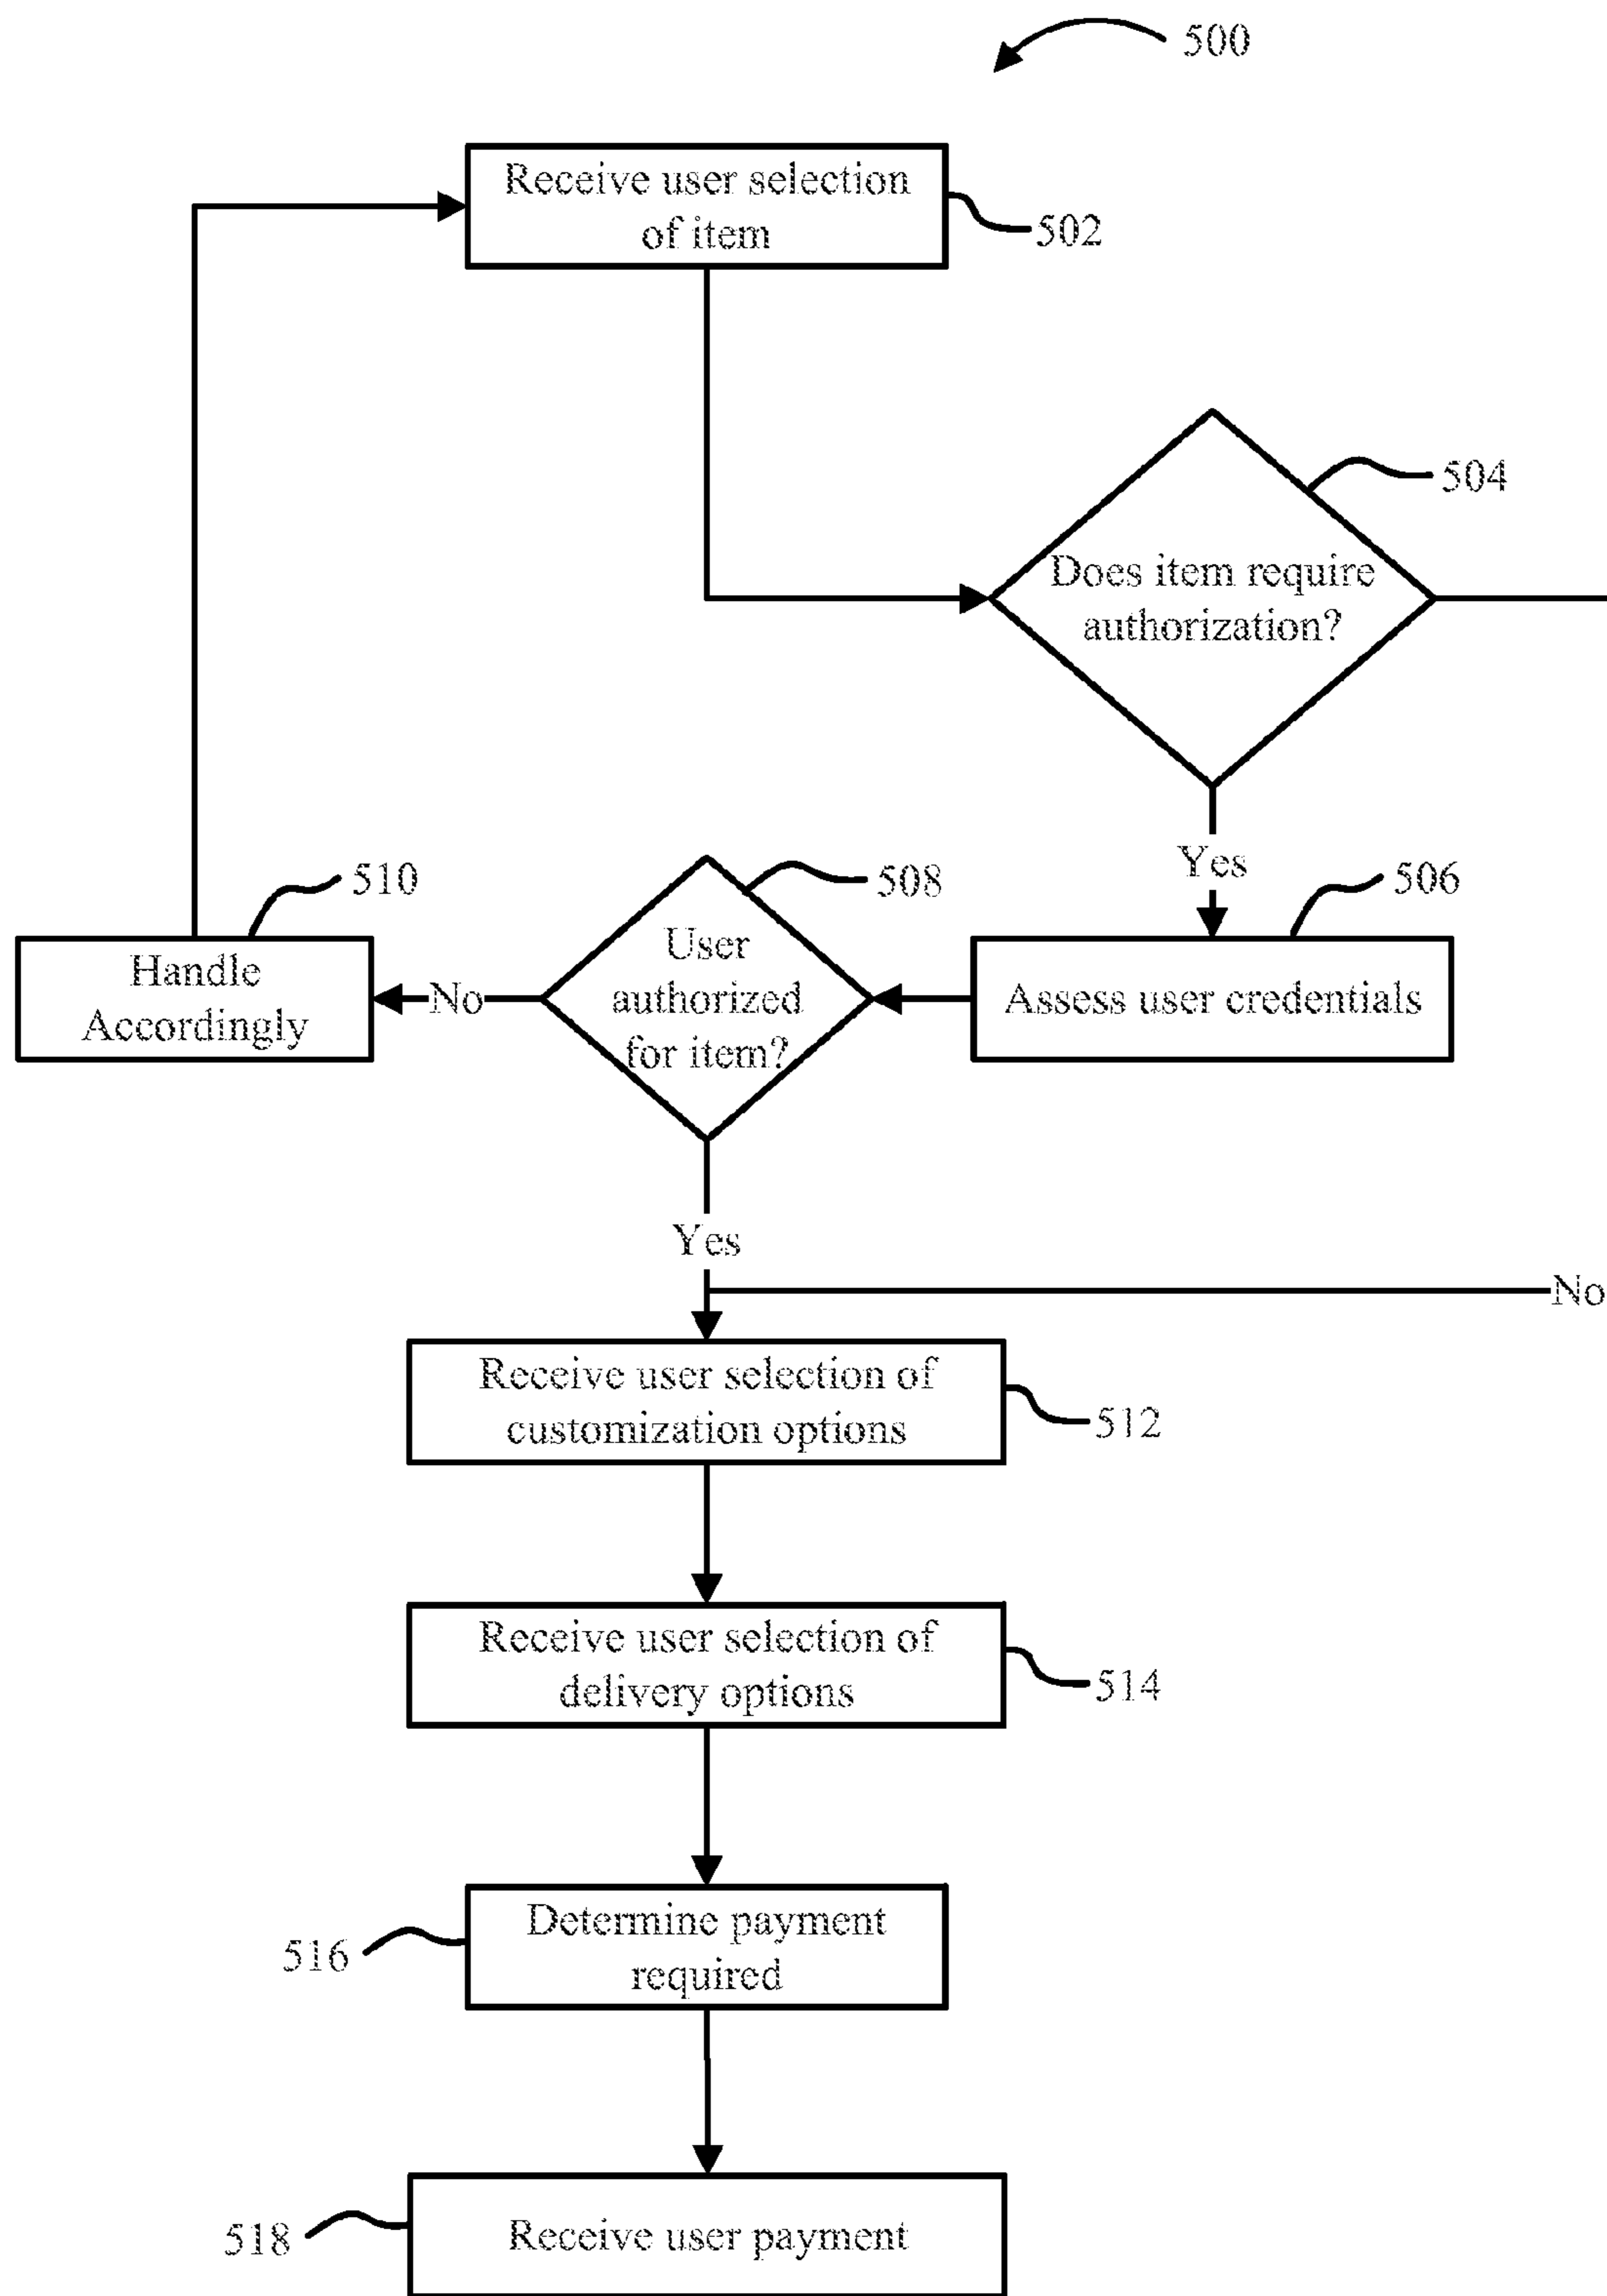 500
Receive user selection
of item
502
504
Does item require
authorization?
Yes
510
508
506
Handle
Accordingly
No
User
authorized
for item?
Assess user credentials
Yes
No
Receive user selection of
customization options
512
Receive user selection of
delivery options
514
Determine payment
required
516
Receive user payment
518